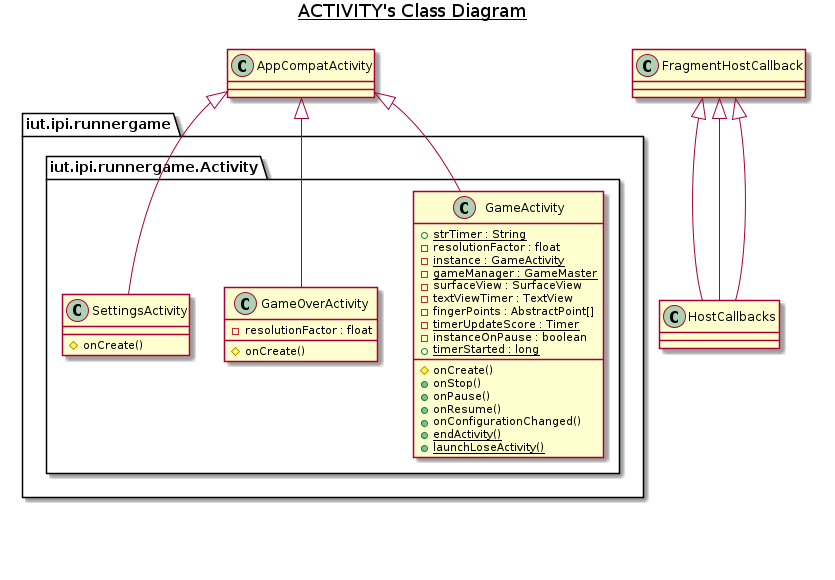 ACTIVITY's Class Diagram
C AppCompatActivity
C FragmentHostCallback
iut.ipi.runnergame
iut.ipi.runnergame.Activity
C GameActivity
strTimer : String
resolutionFactor : float
instance : GameActivity
gameManager : GameMaster
surfaceView : SurfaceView
textViewTimer : TextView
fingerPoints : AbstractPoint[]
timerUpdateScore : Timer
instanceOnPause : boolean
timerStarted : long
onCreate()
onStop()
onPause()
onResume()
onConfigurationChanged()
endActivity()
launchLoseActivity()
C SettingsActivity
onCreate()
C GameOverActivity
resolutionFactor : float
onCreate()
C HostCallbacks